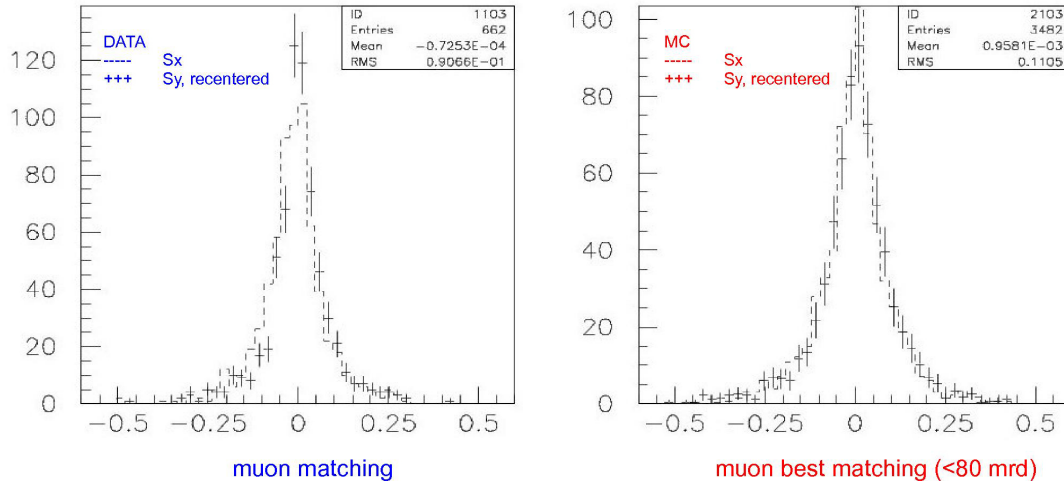 ID 1103
Entries 662
Mean -0.7253E-04
RMS 0.9066E-01
DATA
----- Sx
+++ Sy, recentered
120
100
80
60
40
20
0
-0.5 -0.25 0 0.25 0.5
muon matching
ID 2103
Entries 3482
Mean 0.9581E-03
RMS 0.1105
MC
----- Sx
+++ Sy, recentered
100
80
60
40
20
0
-0.5 -0.25 0 0.25 0.5
muon best matching (<80 mrd)